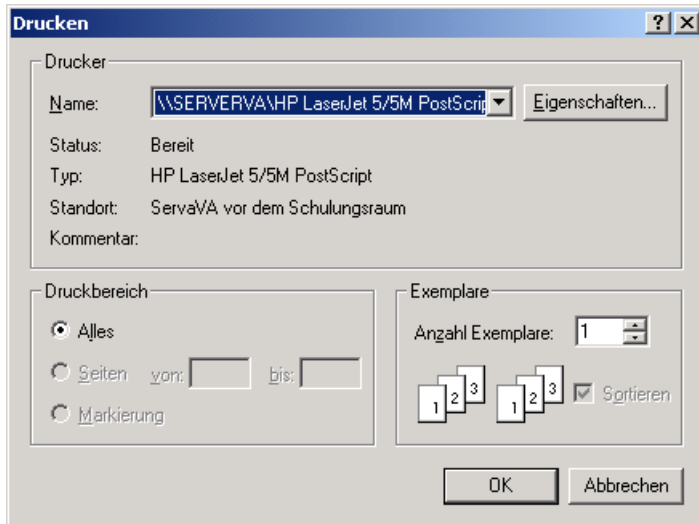 Drucken
Drucker
Name: \\SERVERVA\HP LaserJet 5/5M PostScrip Eigenschaften...
Status: Bereit
Typ: HP LaserJet 5/5M PostScript
Standort: ServaVA vor dem Schulungsraum
Kommentar:
Druckbereich
Alles
Seiten von: bis:
Markierung
Exemplare
Anzahl Exemplare: 1
1 2 3 1 2 3 Sortieren
OK Abbrechen